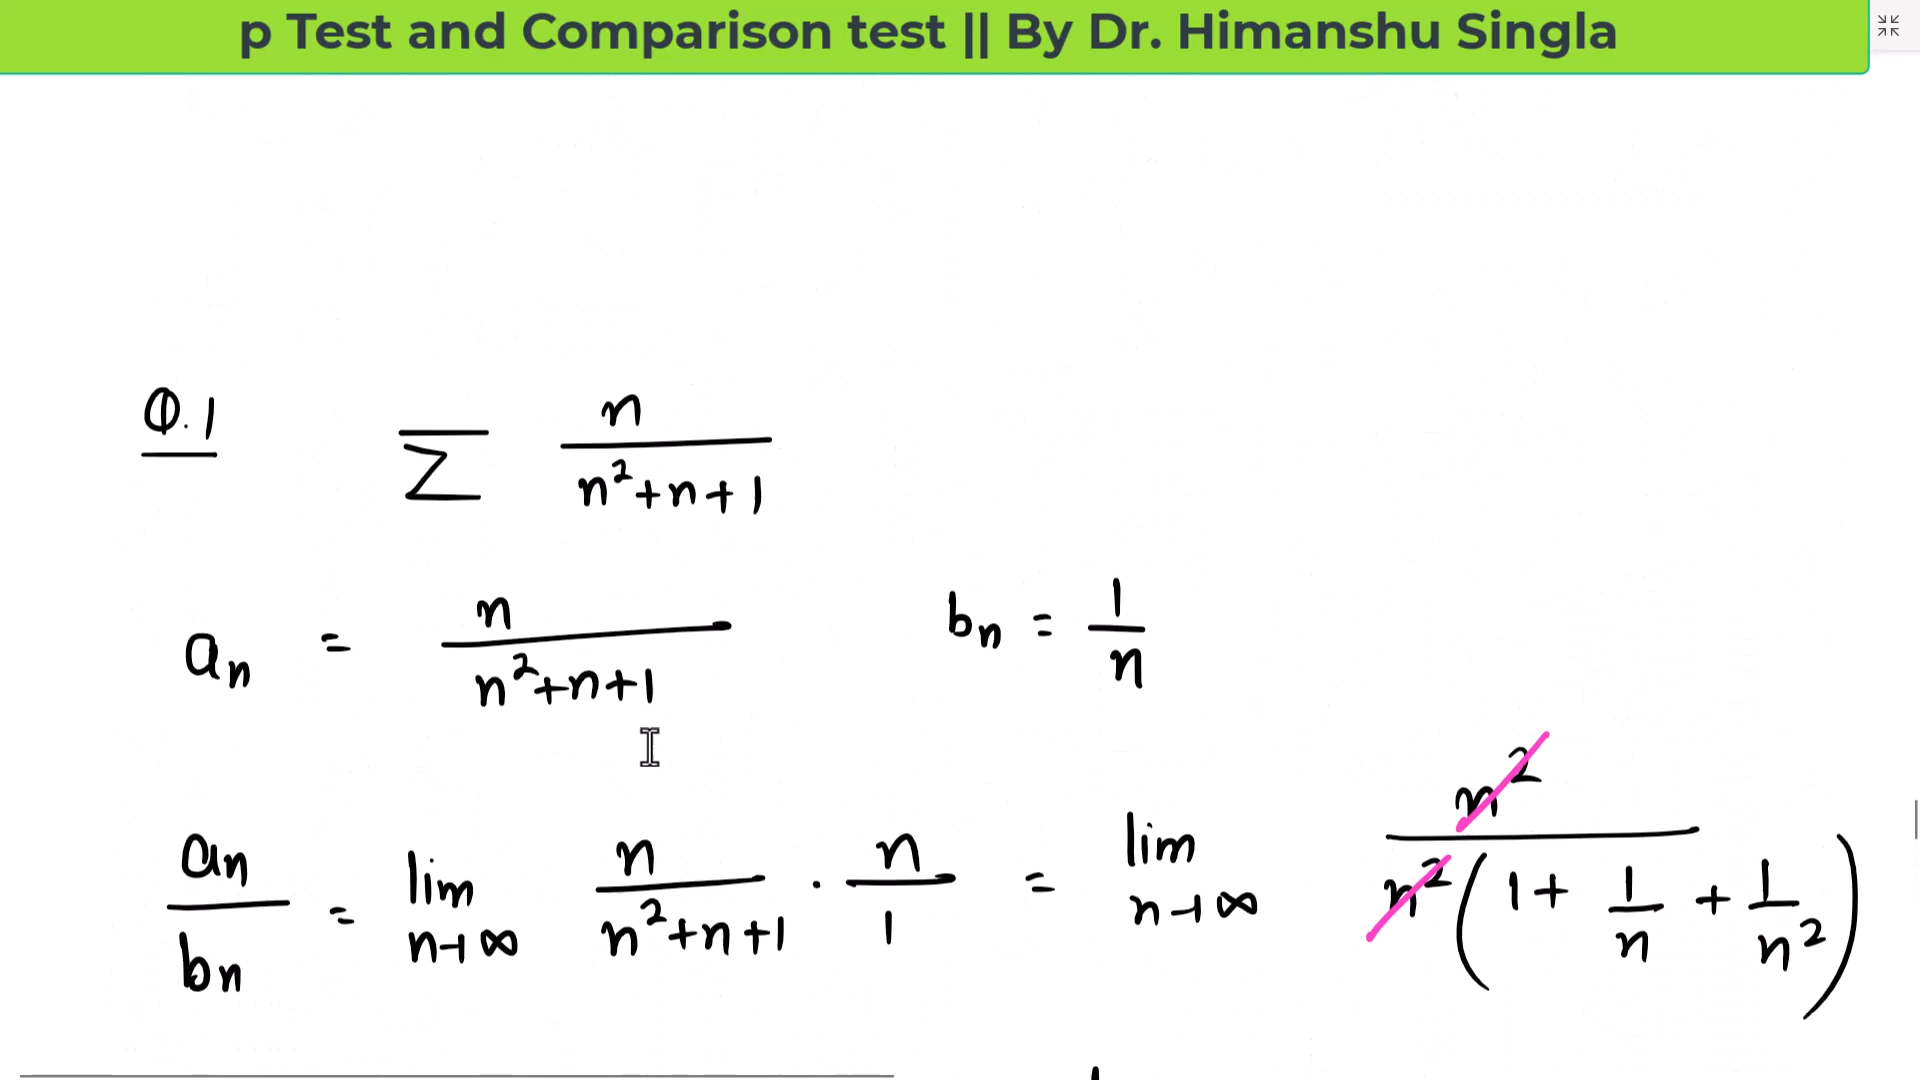 p Test and Comparison test || By Dr. Himanshu Singla
Q.1 Σ n / (n²+n+1)
aₙ = n / (n²+n+1) bₙ = 1/n
aₙ/bₙ = lim n→∞ n / (n²+n+1) · n/1 = lim n→∞ n² / n²(1 + 1/n + 1/n²)